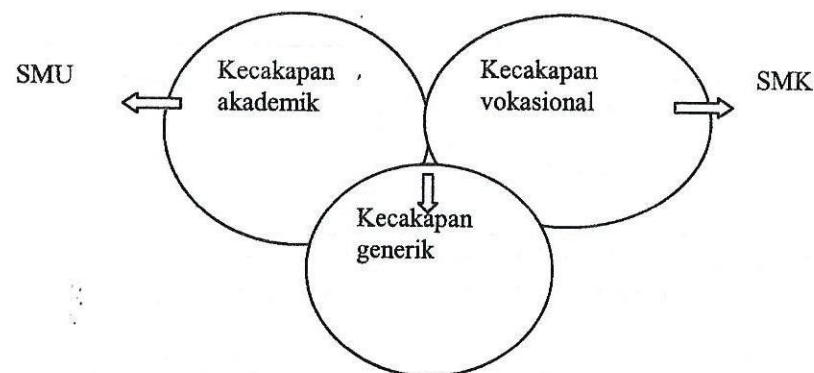 SMU
Kecakapan
akademik
Kecakapan
vokasional
SMK
Kecakapan
generik